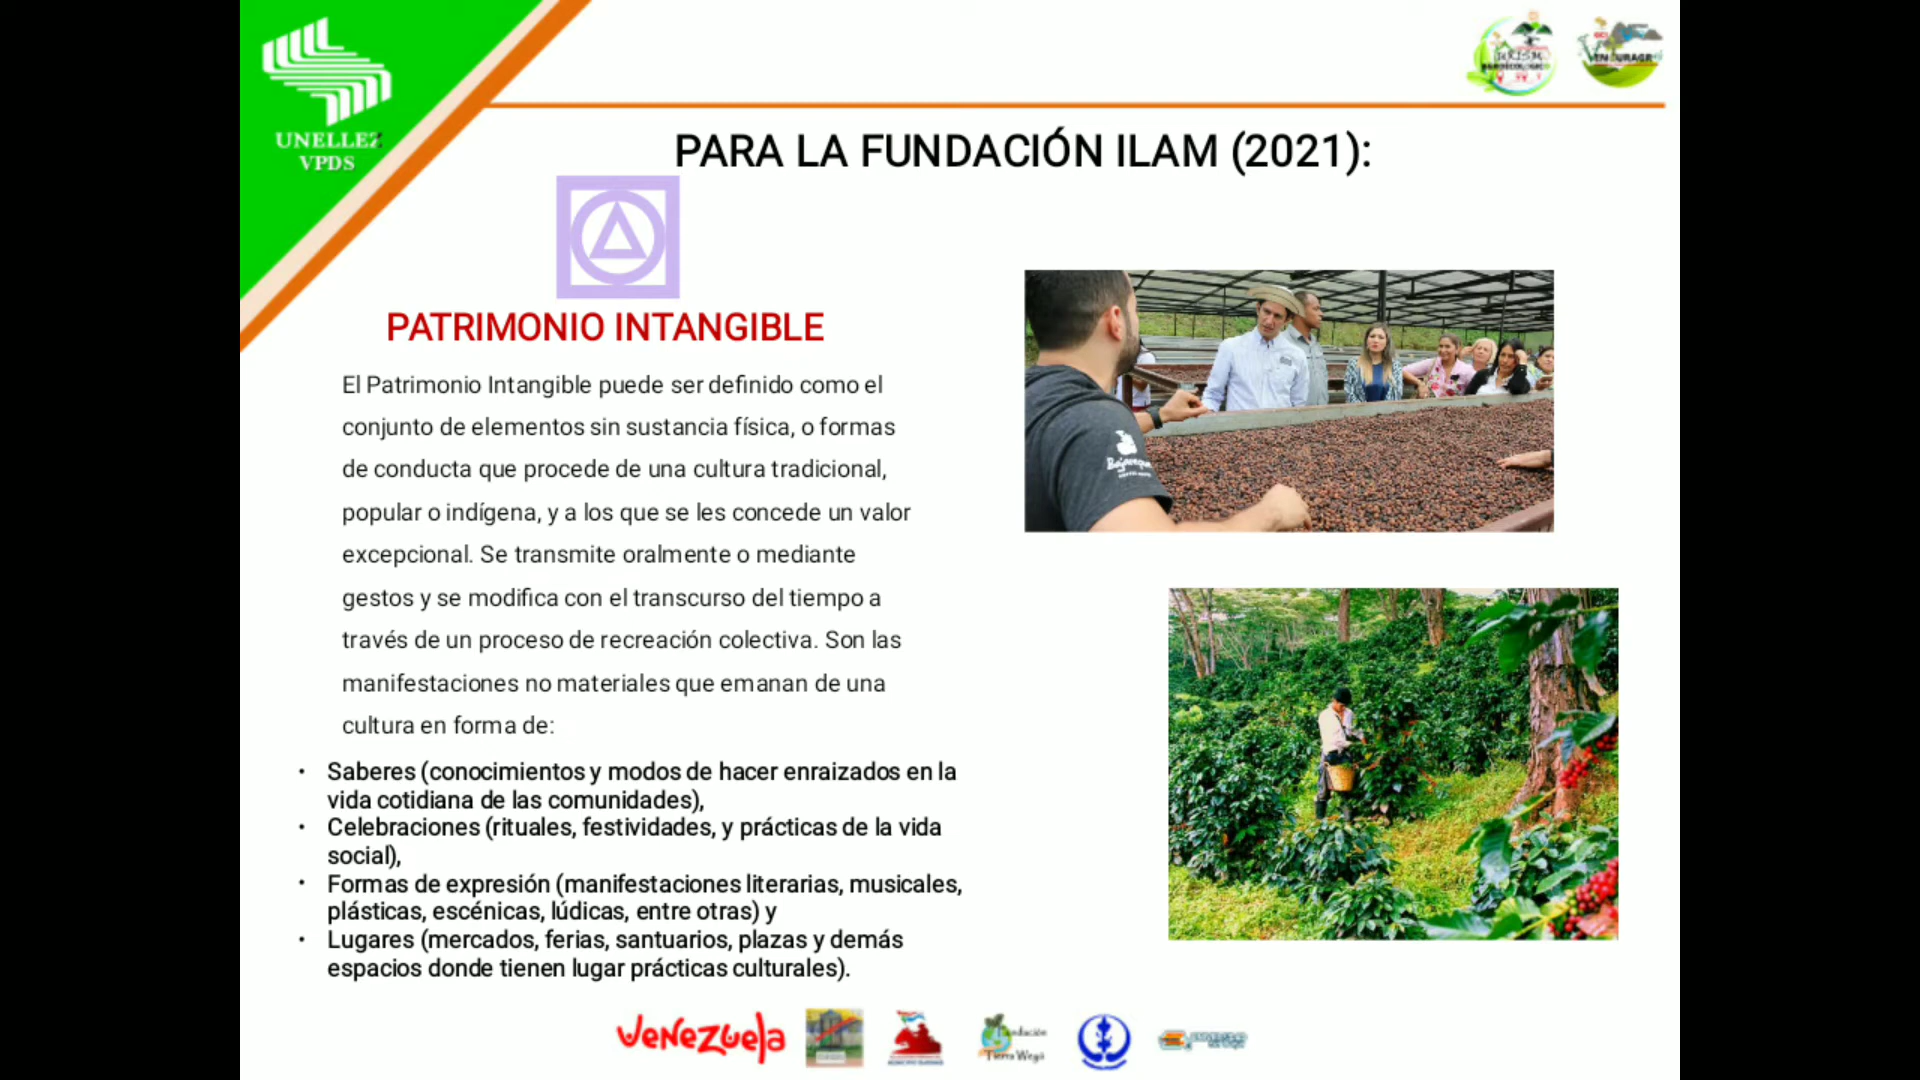 UNELLEZ
VPDS
PARA LA FUNDACIÓN ILAM (2021):
PATRIMONIO INTANGIBLE
El Patrimonio Intangible puede ser definido como el
conjunto de elementos sin sustancia física, o formas
de conducta que procede de una cultura tradicional,
popular o indígena, y a los que se les concede un valor
excepcional. Se transmite oralmente o mediante
gestos y se modifica con el transcurso del tiempo a
través de un proceso de recreación colectiva. Son las
manifestaciones no materiales que emanan de una
cultura en forma de:
• Saberes (conocimientos y modos de hacer enraizados en la
vida cotidiana de las comunidades),
• Celebraciones (rituales, festividades, y prácticas de la vida
social),
• Formas de expresión (manifestaciones literarias, musicales,
plásticas, escénicas, lúdicas, entre otras) y
• Lugares (mercados, ferias, santuarios, plazas y demás
espacios donde tienen lugar prácticas culturales).
Venezuela
Fundación
Tierra Wegó